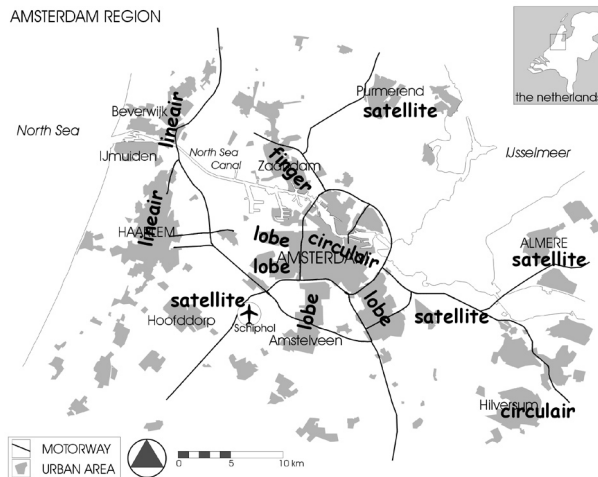 AMSTERDAM REGION
the netherlands
Purmerend
satellite
Beverwijk
lineair
North Sea
IJmuiden
North Sea
Canal
finger
Zaandam
IJsselmeer
lineair
HAARLEM
lobe
circulair
AMSTERDAM
lobe
ALMERE
satellite
satellite
Hoofddorp
Schiphol
lobe
Amstelveen
lobe
satellite
Hilversum
circulair
MOTORWAY
URBAN AREA
0 5 10 km